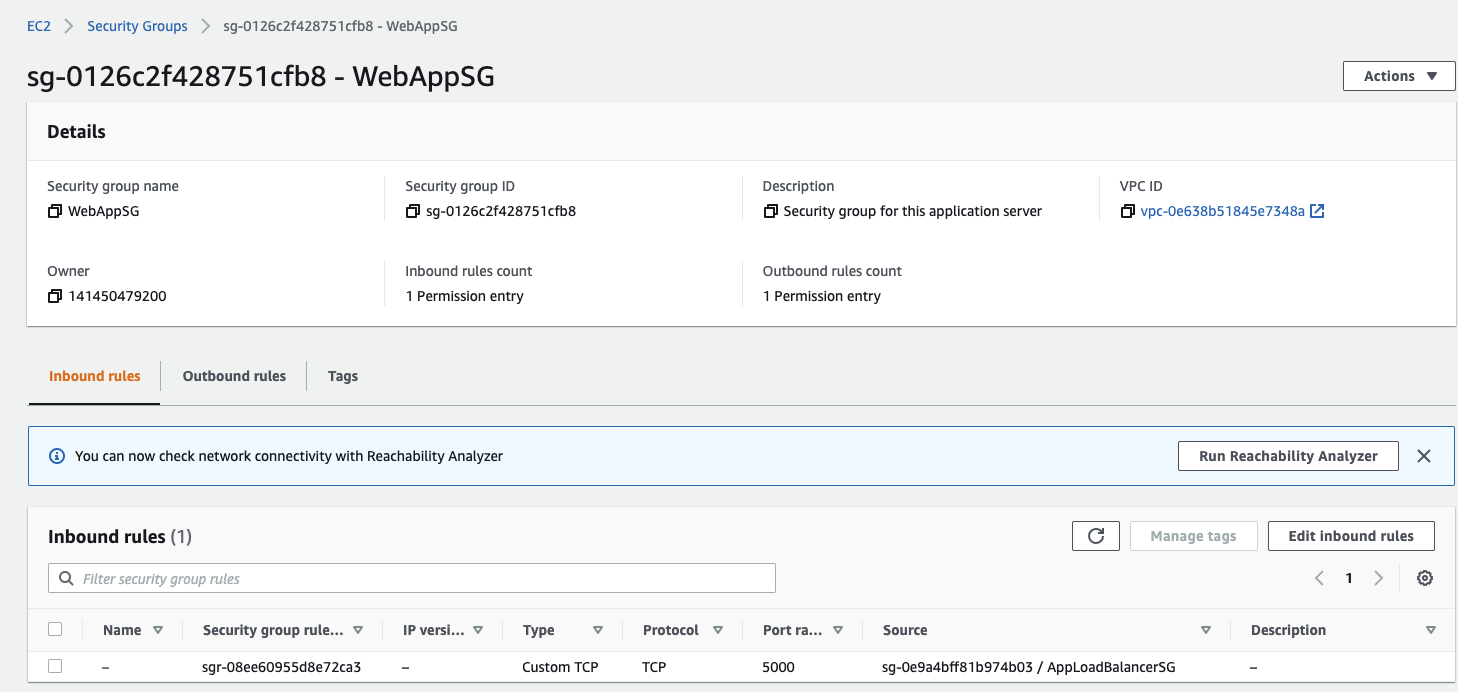 EC2 > Security Groups > sg-0126c2f428751cfb8 - WebAppSG
sg-0126c2f428751cfb8 - WebAppSG
Actions ▼
Details
Security group name Security group ID Description VPC ID
WebAppSG sg-0126c2f428751cfb8 Security group for this application server vpc-0e638b51845e7348a
Owner Inbound rules count Outbound rules count
141450479200 1 Permission entry 1 Permission entry
Inbound rules Outbound rules Tags
You can now check network connectivity with Reachability Analyzer Run Reachability Analyzer
Inbound rules (1) Manage tags Edit inbound rules
Filter security group rules 1
Name Security group rule... IP versi... Type Protocol Port ra... Source Description
– sgr-08ee60955d8e72ca3 – Custom TCP TCP 5000 sg-0e9a4bff81b974b03 / AppLoadBalancerSG –